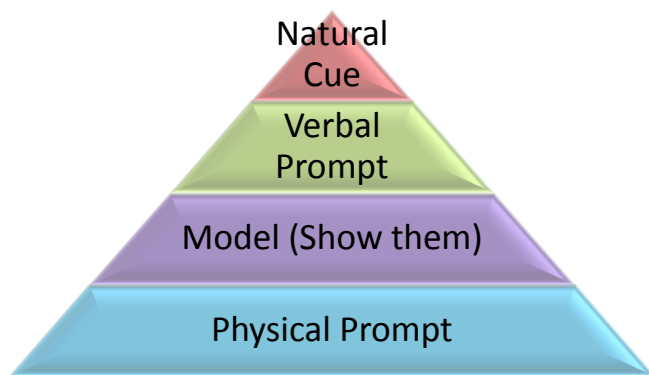 Natural
Cue
Verbal
Prompt
Model (Show them)
Physical Prompt